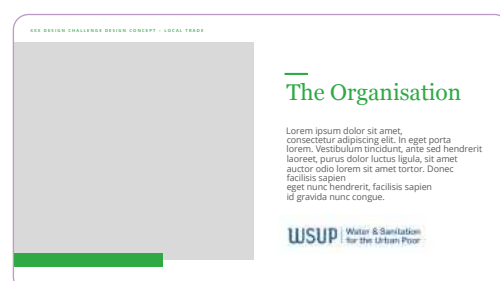 SSX DESIGN CHALLENGE DESIGN CONCEPT – LOCAL TRADE
The Organisation
Lorem ipsum dolor sit amet,
consectetur adipiscing elit. In eget porta
lorem. Vestibulum tincidunt, ante sed hendrerit
laoreet, purus dolor luctus ligula, sit amet
auctor odio lorem sit amet tortor. Donec
facilisis sapien
eget nunc hendrerit, facilisis sapien
id gravida nunc congue.
WSUP Water & Sanitation
for the Urban Poor